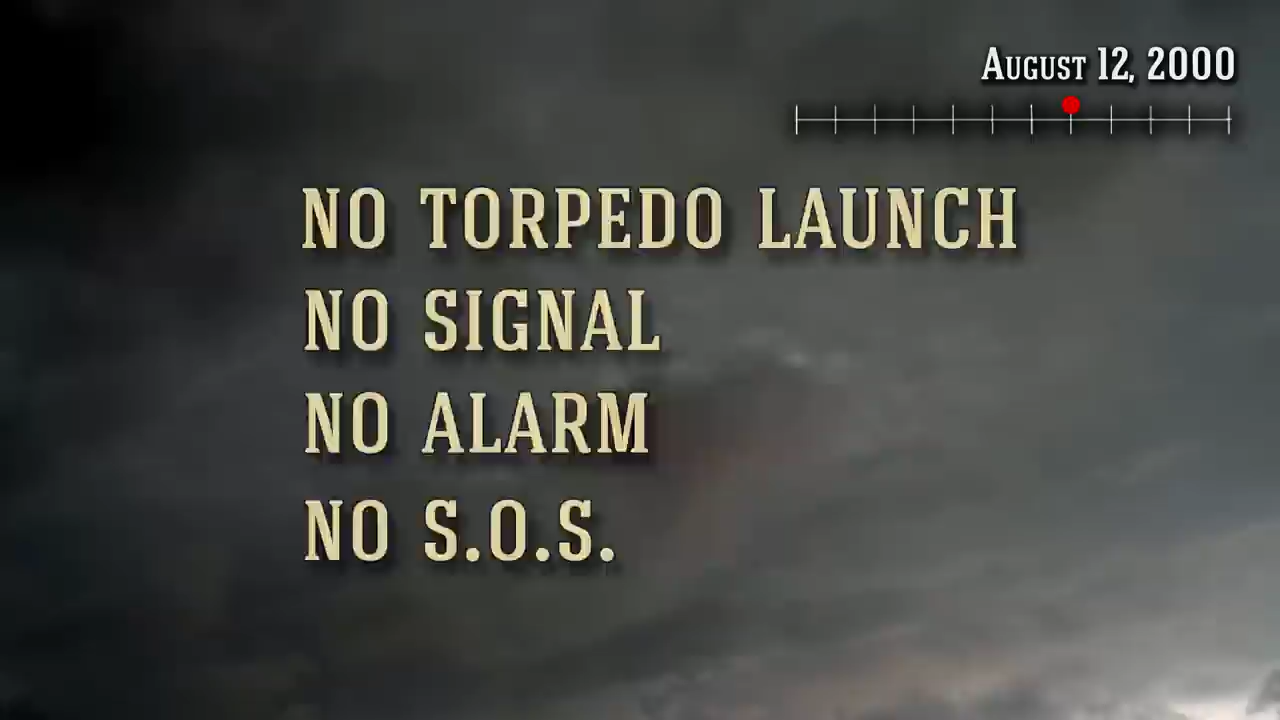 August 12, 2000
NO TORPEDO LAUNCH
NO SIGNAL
NO ALARM
NO S.O.S.